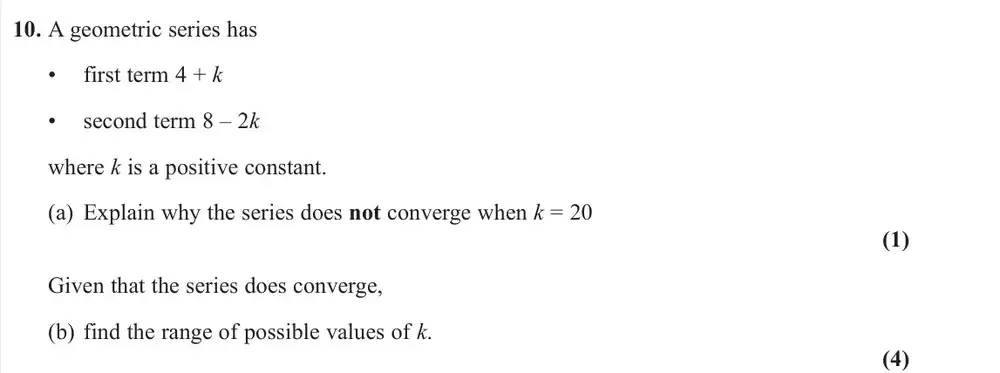 10. A geometric series has
• first term 4 + k
• second term 8 – 2k
where k is a positive constant.
(a) Explain why the series does not converge when k = 20
(1)
Given that the series does converge,
(b) find the range of possible values of k.
(4)